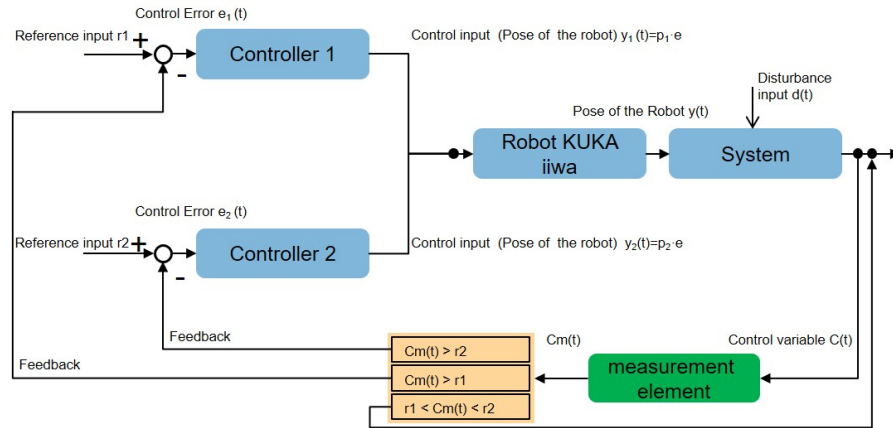 Control Error e₁(t)
Reference input r1
+
-
Controller 1
Control input (Pose of the robot) y₁(t)=p₁·e
Disturbance
input d(t)
Pose of the Robot y(t)
Robot KUKA
iiwa
System
Control Error e₂(t)
Reference input r2
+
-
Controller 2
Control input (Pose of the robot) y₂(t)=p₂·e
Feedback
Feedback
Cm(t) > r2
Cm(t) > r1
r1 < Cm(t) < r2
Cm(t)
Control variable C(t)
measurement
element